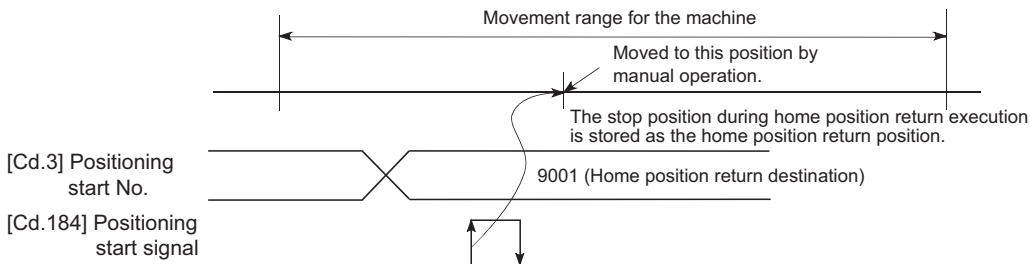 Movement range for the machine
Moved to this position by
manual operation.
The stop position during home position return execution
is stored as the home position return position.
[Cd.3] Positioning
start No.
9001 (Home position return destination)
[Cd.184] Positioning
start signal